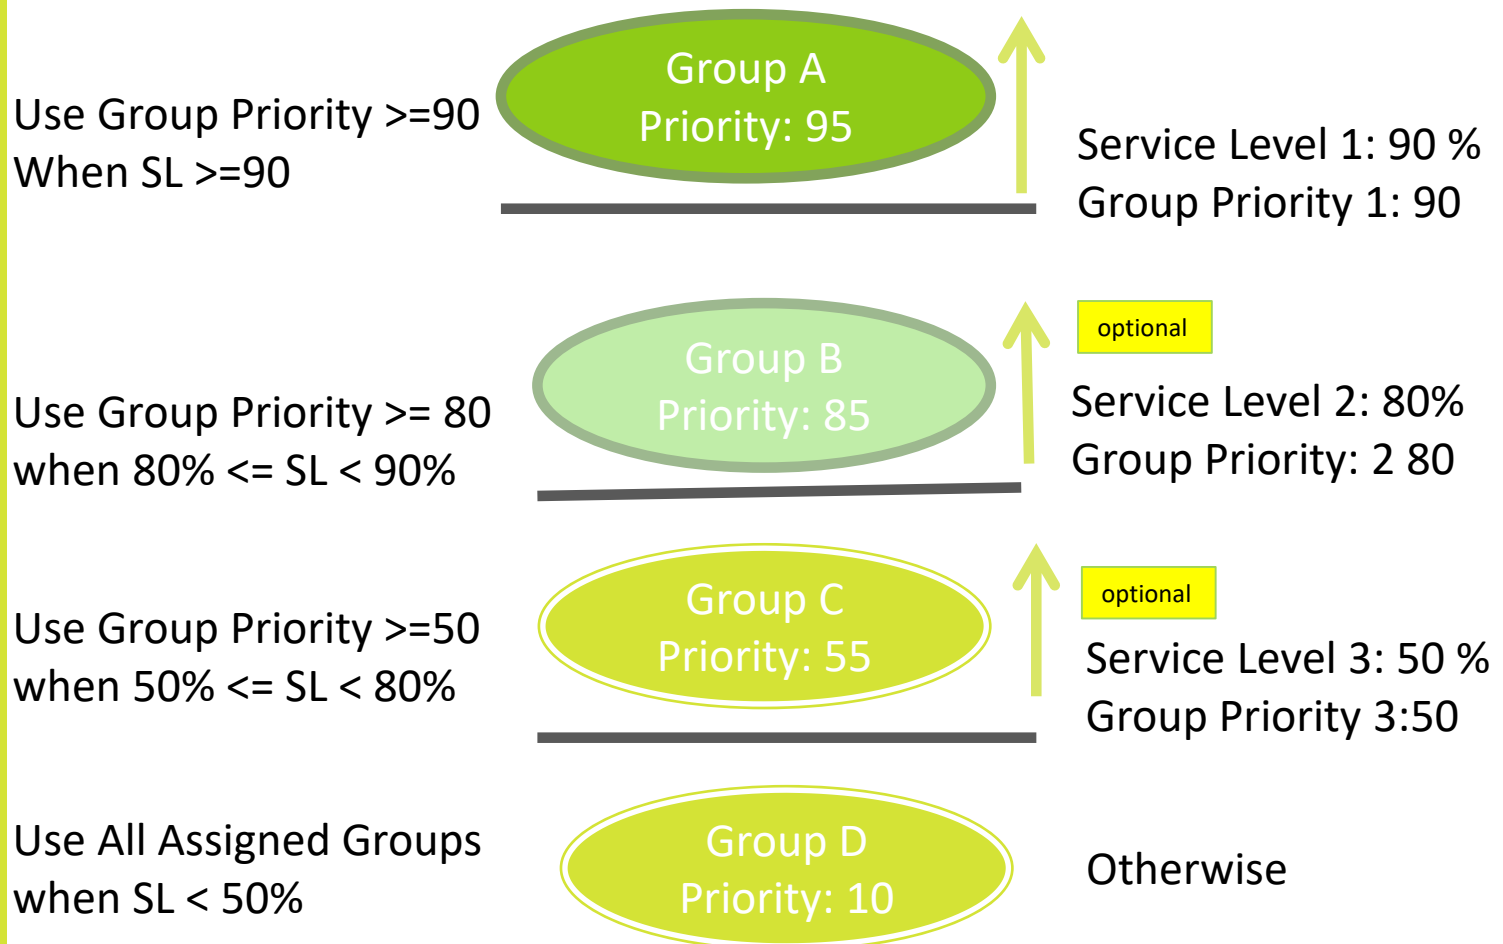 Use Group Priority >=90
When SL >=90
Group A
Priority: 95
Service Level 1: 90 %
Group Priority 1: 90
Use Group Priority >= 80
when 80% <= SL < 90%
Group B
Priority: 85
optional
Service Level 2: 80%
Group Priority: 2 80
Use Group Priority >=50
when 50% <= SL < 80%
Group C
Priority: 55
optional
Service Level 3: 50 %
Group Priority 3:50
Use All Assigned Groups
when SL < 50%
Group D
Priority: 10
Otherwise